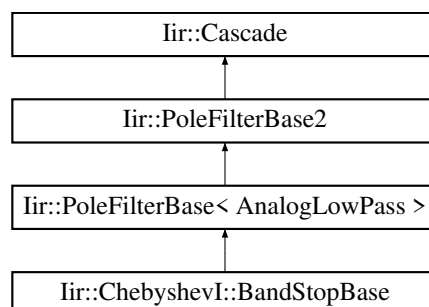 Iir::Cascade
Iir::PoleFilterBase2
Iir::PoleFilterBase< AnalogLowPass >
Iir::ChebyshevI::BandStopBase